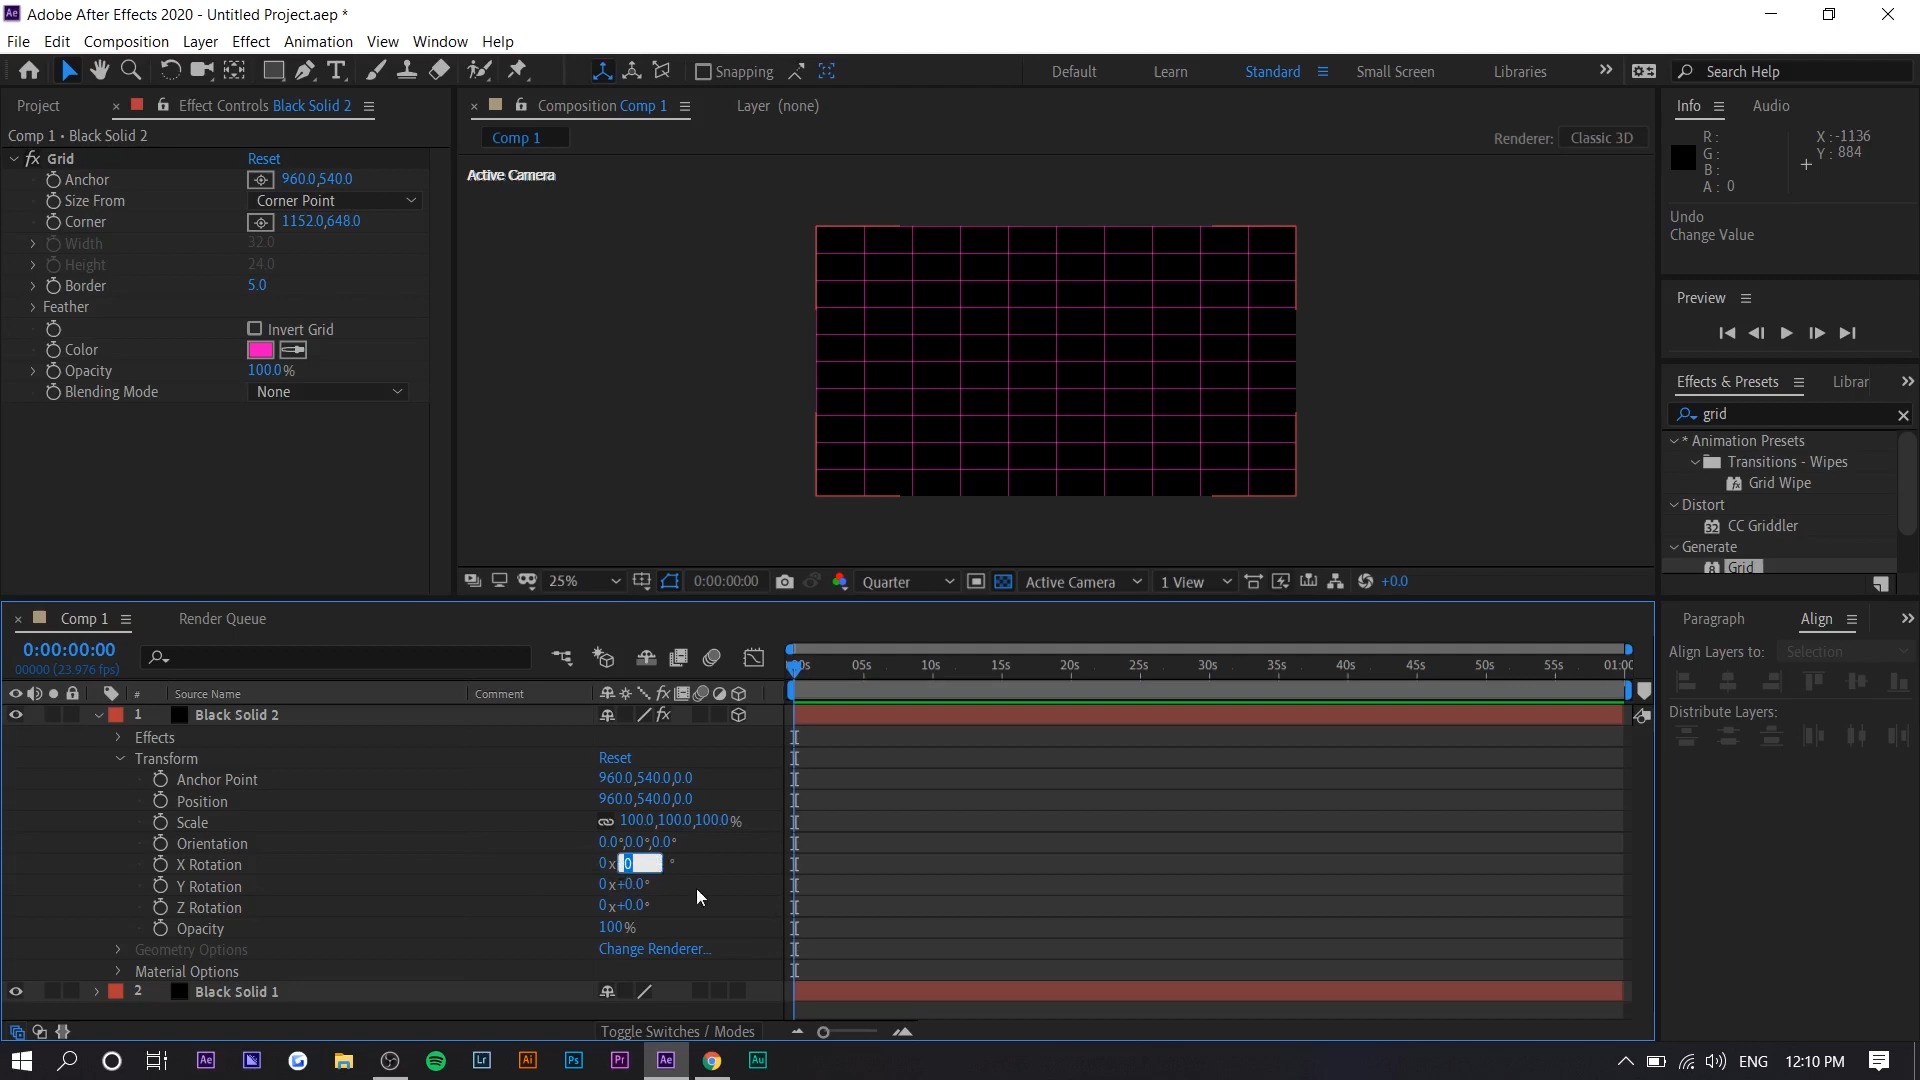 Adobe After Effects 2020 - Untitled Project.aep *
File Edit Composition Layer Effect Animation View Window Help
Snapping Default Learn Standard Small Screen Libraries Search Help
Project Effect Controls Black Solid 2
Comp 1 • Black Solid 2
fx Grid Reset
Anchor 960.0,540.0
Size From Corner Point
Corner 1152.0,648.0
Width 32.0
Height 24.0
Border 5.0
Feather
Invert Grid
Color
Opacity 100.0%
Blending Mode None
Composition Comp 1 Layer (none)
Comp 1 Renderer: Classic 3D
Active Camera
25% 0:00:00:00 Quarter Active Camera 1 View +0.0
Info Audio
R: X :-1136
G: Y : 884
B:
A: 0
Undo
Change Value
Preview
Effects & Presets Librar
grid
* Animation Presets
Transitions - Wipes
Grid Wipe
Distort
CC Griddler
Generate
Grid
Comp 1 Render Queue
0:00:00:00
00000 (23.976 fps)
:00s 05s 10s 15s 20s 25s 30s 35s 40s 45s 50s 55s 01:00
# Source Name Comment fx
1 Black Solid 2 fx
Effects
Transform Reset
Anchor Point 960.0,540.0,0.0
Position 960.0,540.0,0.0
Scale 100.0,100.0,100.0%
Orientation 0.0°,0.0°,0.0°
X Rotation 0x 0 °
Y Rotation 0x+0.0°
Z Rotation 0x+0.0°
Opacity 100%
Geometry Options Change Renderer...
Material Options
2 Black Solid 1
Toggle Switches / Modes
Paragraph Align
Align Layers to: Selection
Distribute Layers:
Ae Lr Ai Ps Pr Ae Au ENG 12:10 PM